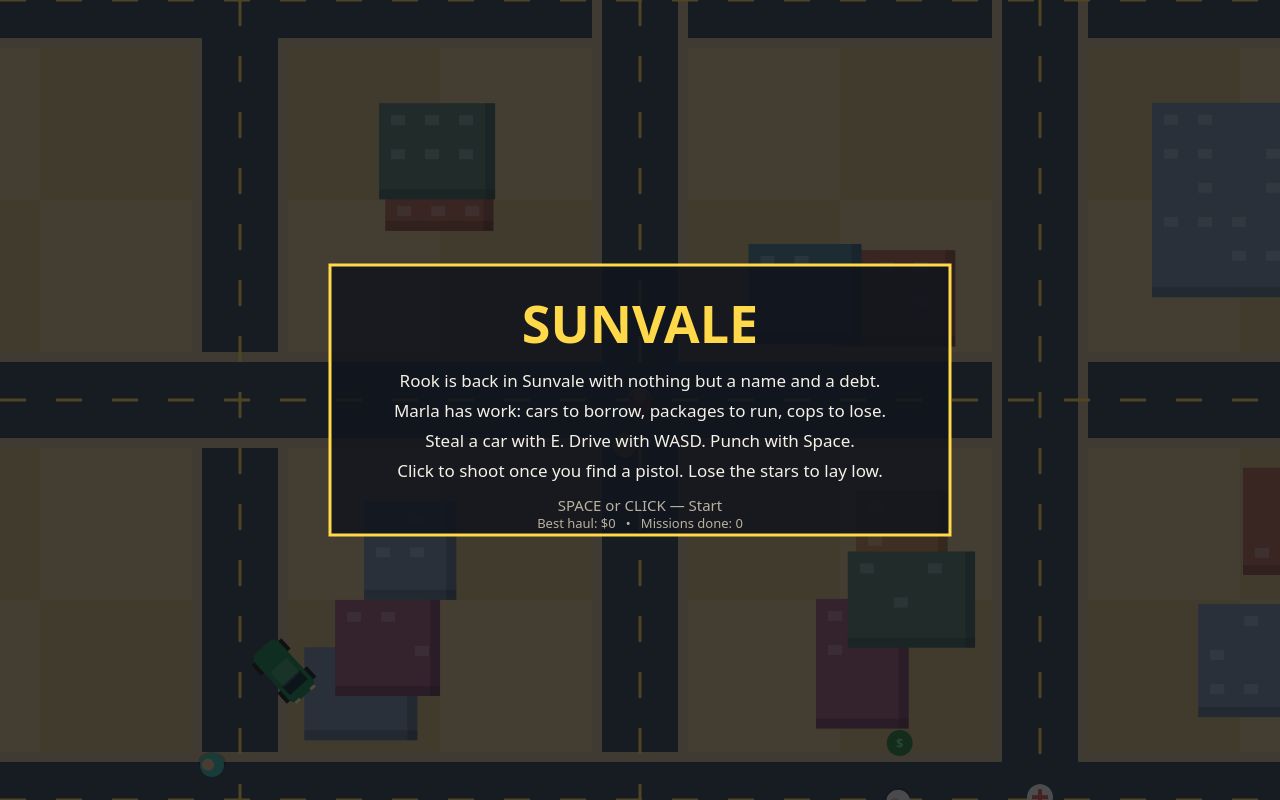 SUNVALE
Rook is back in Sunvale with nothing but a name and a debt.
Marla has work: cars to borrow, packages to run, cops to lose.
Steal a car with E. Drive with WASD. Punch with Space.
Click to shoot once you find a pistol. Lose the stars to lay low.
SPACE or CLICK — Start
Best haul: $0 • Missions done: 0
$